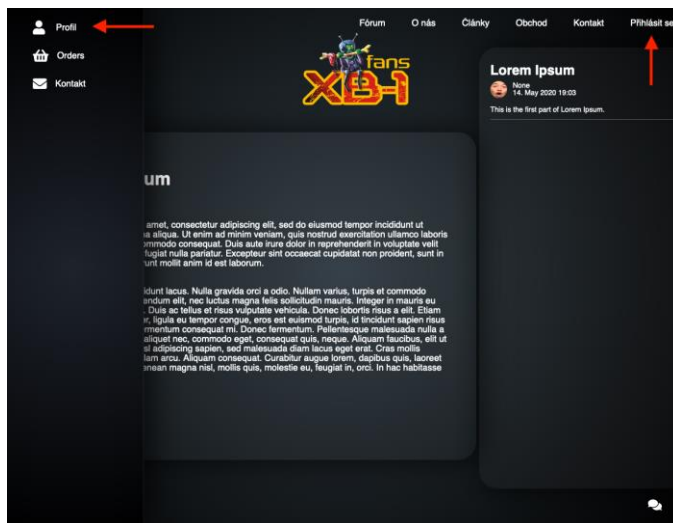 Profil
Orders
Kontakt
Fórum
O nás
Články
Obchod
Kontakt
Přihlásit se
fans
XB-1
um
amet, consectetur adipiscing elit, sed do eiusmod tempor incididunt ut
na aliqua. Ut enim ad minim veniam, quis nostrud exercitation ullamco laboris
ommodo consequat. Duis aute irure dolor in reprehenderit in voluptate velit
fugiat nulla pariatur. Excepteur sint occaecat cupidatat non proident, sunt in
runt mollit anim id est laborum.
idunt lacus. Nulla gravida orci a odio. Nullam varius, turpis et commodo
endum elit, nec luctus magna felis sollicitudin mauris. Integer in mauris eu
. Duis ac tellus et risus vulputate vehicula. Donec lobortis risus a elit. Etiam
r, ligula eu tempor congue, eros est euismod turpis, id tincidunt sapien risus
ermentum consequat mi. Donec fermentum. Pellentesque malesuada nulla a
aliquet nec, commodo eget, consequat quis, neque. Aliquam faucibus, elit ut
sl adipiscing sapien, sed malesuada diam lacus eget erat. Cras mollis
llam arcu. Aliquam consequat. Curabitur augue lorem, dapibus quis, laoreet
enean magna nisl, mollis quis, molestie eu, feugiat in, orci. In hac habitasse
Lorem Ipsum
None
14. May 2020 19:03
This is the first part of Lorem Ipsum.